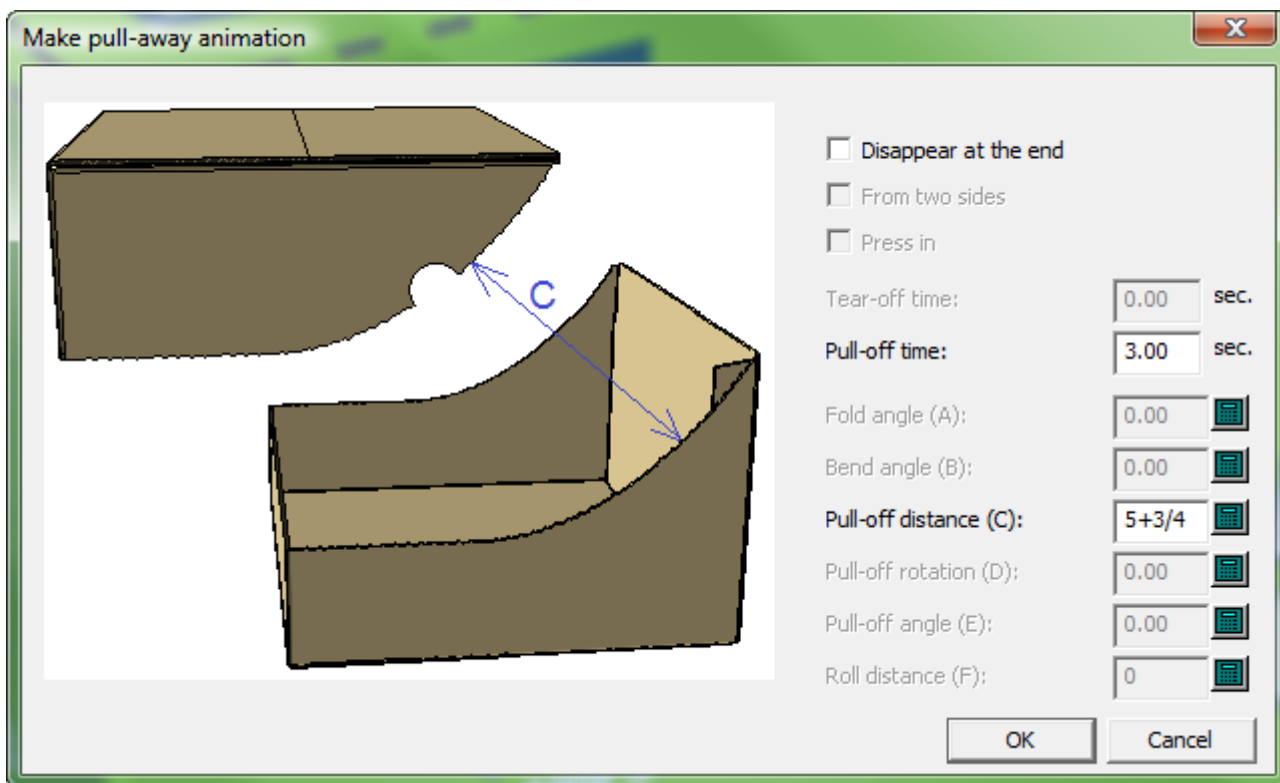 Make pull-away animation
C
Disappear at the end
From two sides
Press in
Tear-off time: 0.00 sec.
Pull-off time: 3.00 sec.
Fold angle (A): 0.00
Bend angle (B): 0.00
Pull-off distance (C): 5+3/4
Pull-off rotation (D): 0.00
Pull-off angle (E): 0.00
Roll distance (F): 0
OK Cancel